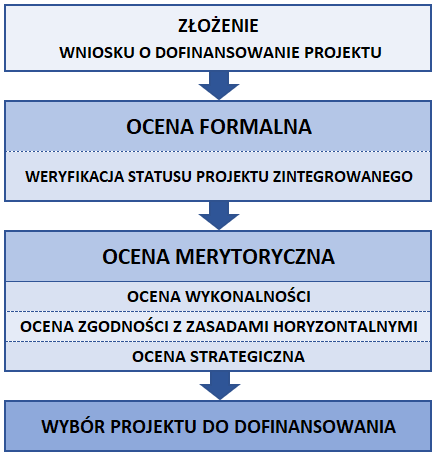 ZŁOŻENIE
WNIOSKU O DOFINANSOWANIE PROJEKTU
OCENA FORMALNA
WERYFIKACJA STATUSU PROJEKTU ZINTEGROWANEGO
OCENA MERYTORYCZNA
OCENA WYKONALNOŚCI
OCENA ZGODNOŚCI Z ZASADAMI HORYZONTALNYMI
OCENA STRATEGICZNA
WYBÓR PROJEKTU DO DOFINANSOWANIA